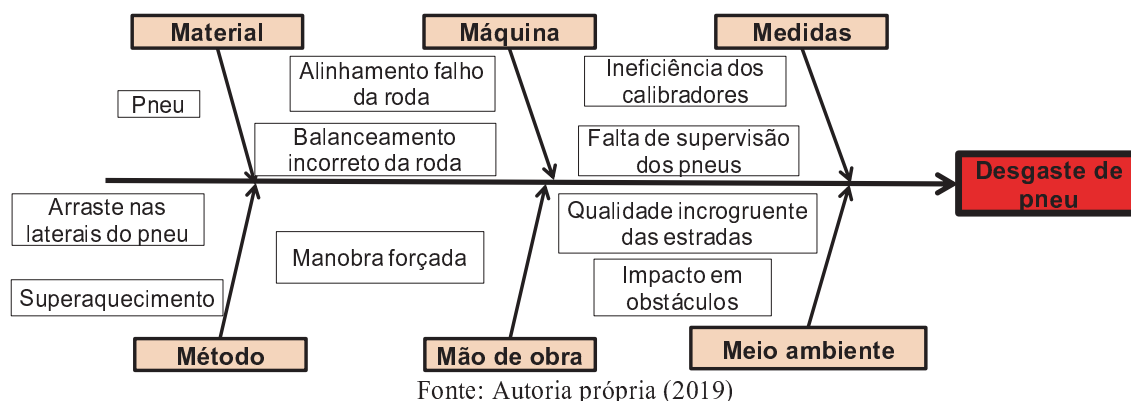 Material
Máquina
Medidas
Pneu
Alinhamento falho
da roda
Balanceamento
incorreto da roda
Ineficiência dos
calibradores
Falta de supervisão
dos pneus
Desgaste de
pneu
Arraste nas
laterais do pneu
Superaquecimento
Manobra forçada
Qualidade incrogruente
das estradas
Impacto em
obstáculos
Método
Mão de obra
Meio ambiente
Fonte: Autoria própria (2019)